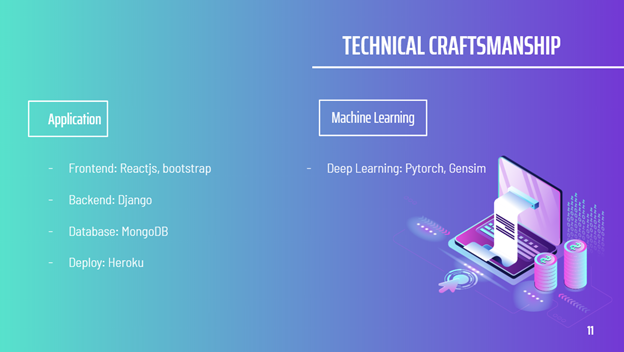 TECHNICAL CRAFTSMANSHIP
Application
- Frontend: Reactjs, bootstrap
- Backend: Django
- Database: MongoDB
- Deploy: Heroku
Machine Learning
- Deep Learning: Pytorch, Gensim
11